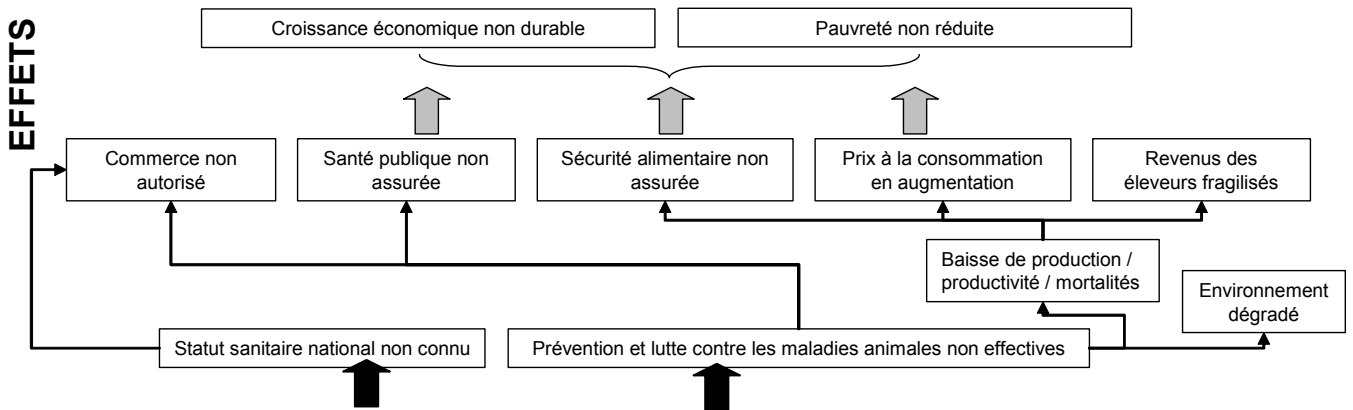 EFFETS
Croissance économique non durable
Pauvreté non réduite
Commerce non
autorisé
Santé publique non
assurée
Sécurité alimentaire non
assurée
Prix à la consommation
en augmentation
Revenus des
éleveurs fragilisés
Baisse de production /
productivité / mortalités
Environnement
dégradé
Statut sanitaire national non connu
Prévention et lutte contre les maladies animales non effectives